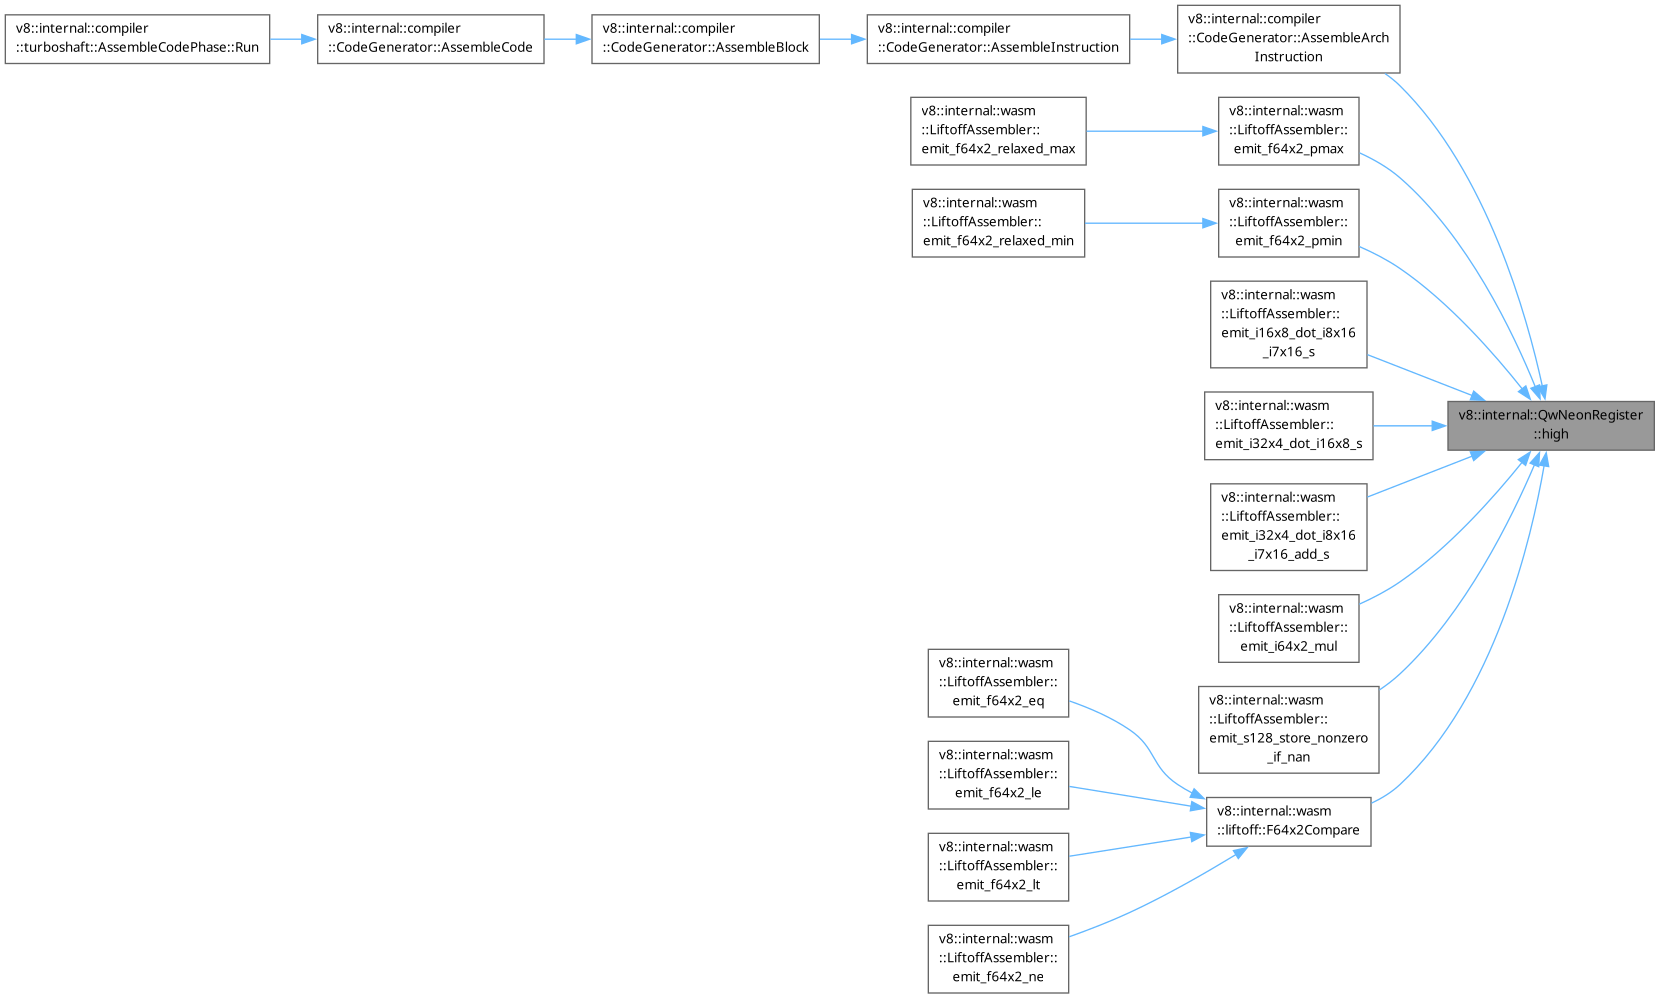 v8::internal::compiler
::turboshaft::AssembleCodePhase::Run
v8::internal::compiler
::CodeGenerator::AssembleCode
v8::internal::compiler
::CodeGenerator::AssembleBlock
v8::internal::compiler
::CodeGenerator::AssembleInstruction
v8::internal::compiler
::CodeGenerator::AssembleArch
Instruction
v8::internal::wasm
::LiftoffAssembler::
emit_f64x2_relaxed_max
v8::internal::wasm
::LiftoffAssembler::
emit_f64x2_pmax
v8::internal::wasm
::LiftoffAssembler::
emit_f64x2_relaxed_min
v8::internal::wasm
::LiftoffAssembler::
emit_f64x2_pmin
v8::internal::wasm
::LiftoffAssembler::
emit_i16x8_dot_i8x16
_i7x16_s
v8::internal::QwNeonRegister
::high
v8::internal::wasm
::LiftoffAssembler::
emit_i32x4_dot_i16x8_s
v8::internal::wasm
::LiftoffAssembler::
emit_i32x4_dot_i8x16
_i7x16_add_s
v8::internal::wasm
::LiftoffAssembler::
emit_i64x2_mul
v8::internal::wasm
::LiftoffAssembler::
emit_s128_store_nonzero
_if_nan
v8::internal::wasm
::LiftoffAssembler::
emit_f64x2_eq
v8::internal::wasm
::LiftoffAssembler::
emit_f64x2_le
v8::internal::wasm
::liftoff::F64x2Compare
v8::internal::wasm
::LiftoffAssembler::
emit_f64x2_lt
v8::internal::wasm
::LiftoffAssembler::
emit_f64x2_ne